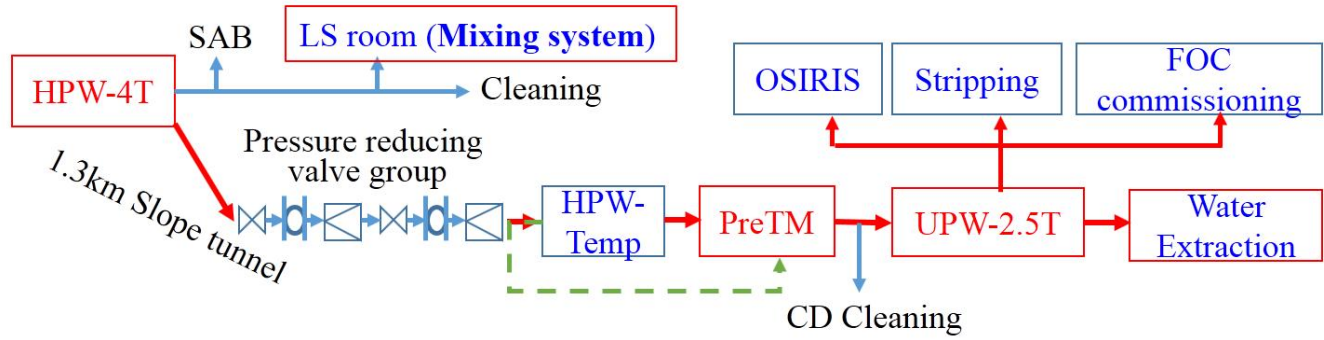 SAB
LS room (Mixing system)
HPW-4T
Cleaning
1.3km Slope tunnel
Pressure reducing
valve group
HPW-
Temp
PreTM
CD Cleaning
UPW-2.5T
OSIRIS
Stripping
FOC
commissioning
Water
Extraction